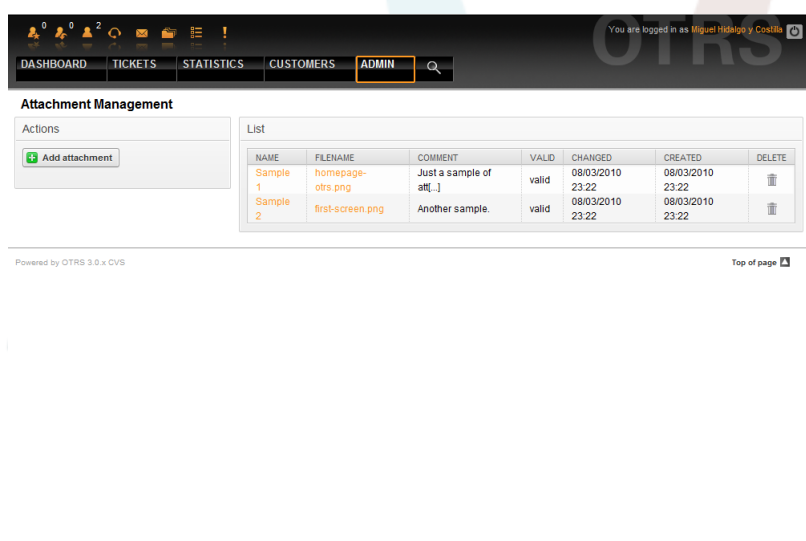 OTRS
0 0 2
You are logged in as Miguel Hidalgo y Costilla
DASHBOARD TICKETS STATISTICS CUSTOMERS ADMIN
Attachment Management
Actions
Add attachment
List
NAME FILENAME COMMENT VALID CHANGED CREATED DELETE
Sample 1 homepage-otrs.png Just a sample of att[...] valid 08/03/2010 23:22 08/03/2010 23:22
Sample 2 first-screen.png Another sample. valid 08/03/2010 23:22 08/03/2010 23:22
Powered by OTRS 3.0.x CVS
Top of page